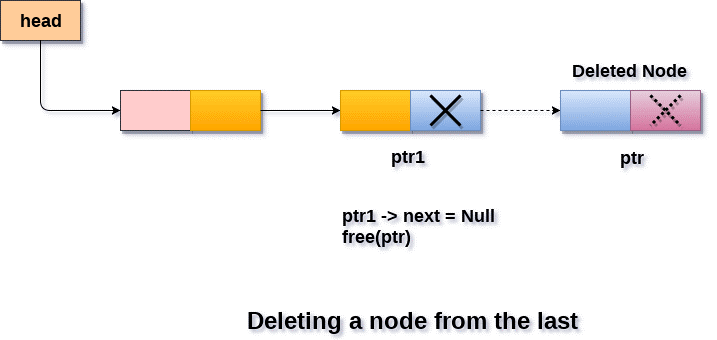 head
Deleted Node
ptr1
ptr
ptr1 -> next = Null
free(ptr)
Deleting a node from the last